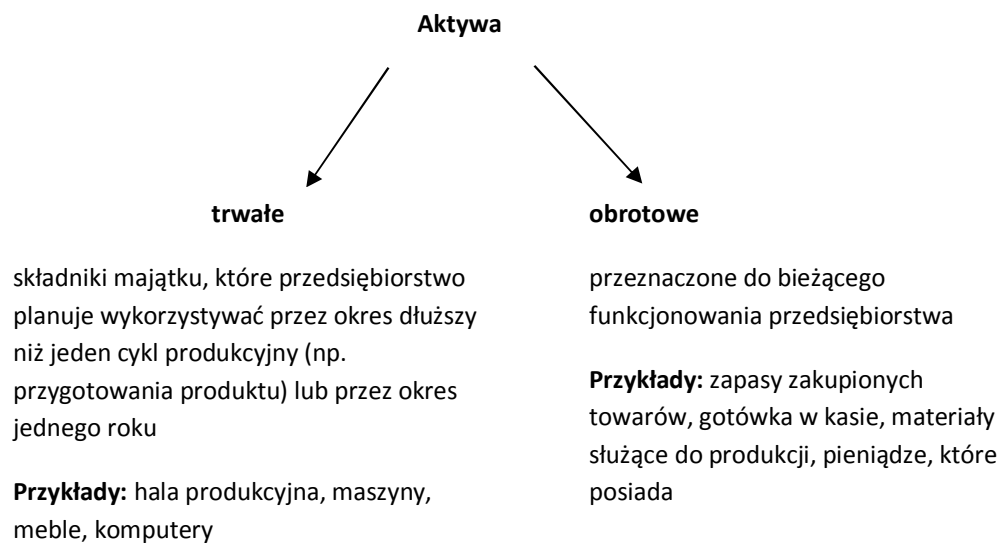 Aktywa
trwałe
składniki majątku, które przedsiębiorstwo
planuje wykorzystywać przez okres dłuższy
niż jeden cykl produkcyjny (np.
przygotowania produktu) lub przez okres
jednego roku
Przykłady: hala produkcyjna, maszyny,
meble, komputery
obrotowe
przeznaczone do bieżącego
funkcjonowania przedsiębiorstwa
Przykłady: zapasy zakupionych
towarów, gotówka w kasie, materiały
służące do produkcji, pieniądze, które
posiada